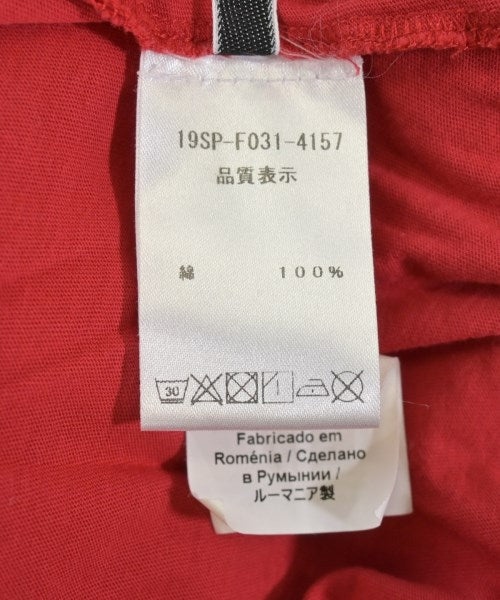 19SP-F031-4157
品質表示
綿 100%
30
Fabricado em
Roménia / Сделано
в Румынии /
ルーマニア製